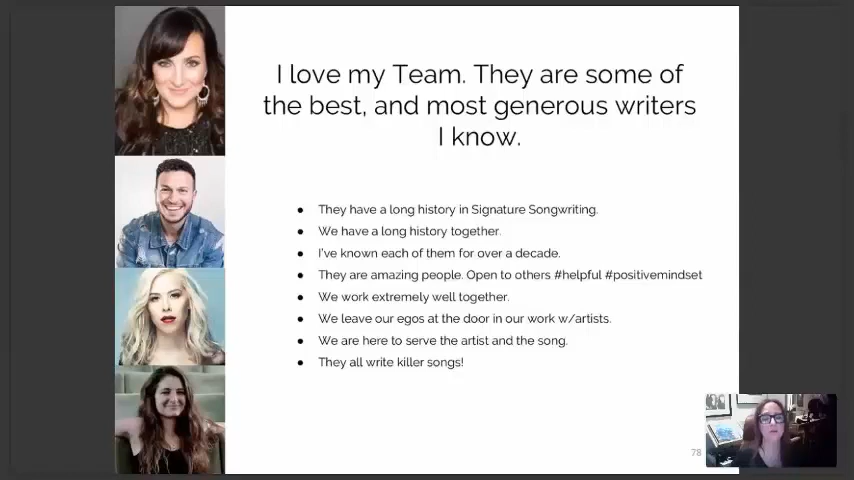 I love my Team. They are some of
the best, and most generous writers
I know.
● They have a long history in Signature Songwriting.
● We have a long history together.
● I've known each of them for over a decade.
● They are amazing people. Open to others #helpful #positivemindset
● We work extremely well together.
● We leave our egos at the door in our work w/artists.
● We are here to serve the artist and the song.
● They all write killer songs!
78